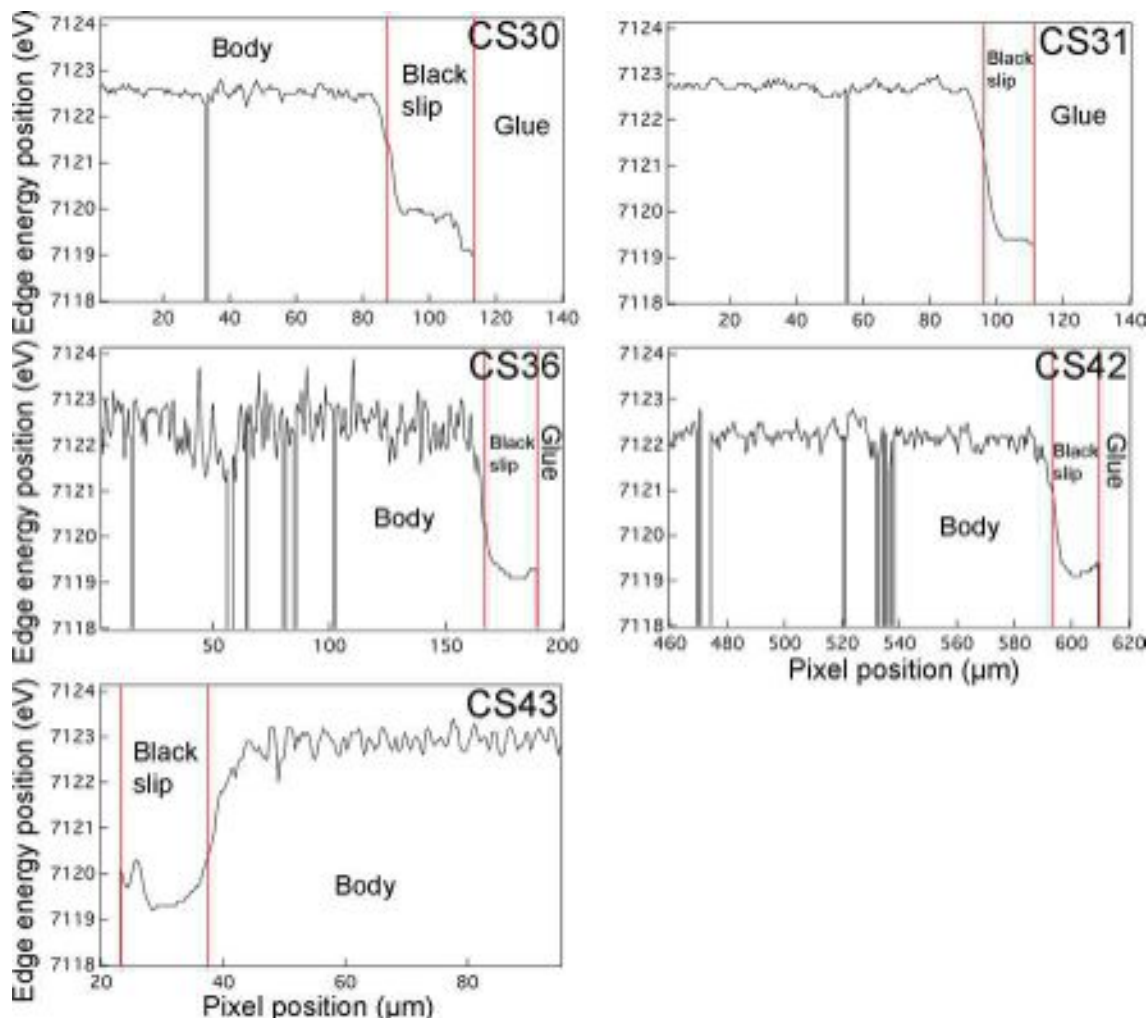 Edge energy position (eV)
7124
7123
7122
7121
7120
7119
7118
CS30
Body
Black
slip
Glue
20 40 60 80 100 120 140
7124
7123
7122
7121
7120
7119
7118
CS31
Black
slip
Glue
20 40 60 80 100 120 140
Edge energy position (eV)
7124
7123
7122
7121
7120
7119
7118
CS36
Black
slip
Glue
Body
50 100 150 200
7124
7123
7122
7121
7120
7119
7118
CS42
Black
slip
Glue
Body
460 480 500 520 540 560 580 600 620
Pixel position (µm)
Edge energy position (eV)
7124
7123
7122
7121
7120
7119
7118
CS43
Black
slip
Body
20 40 60 80
Pixel position (µm)